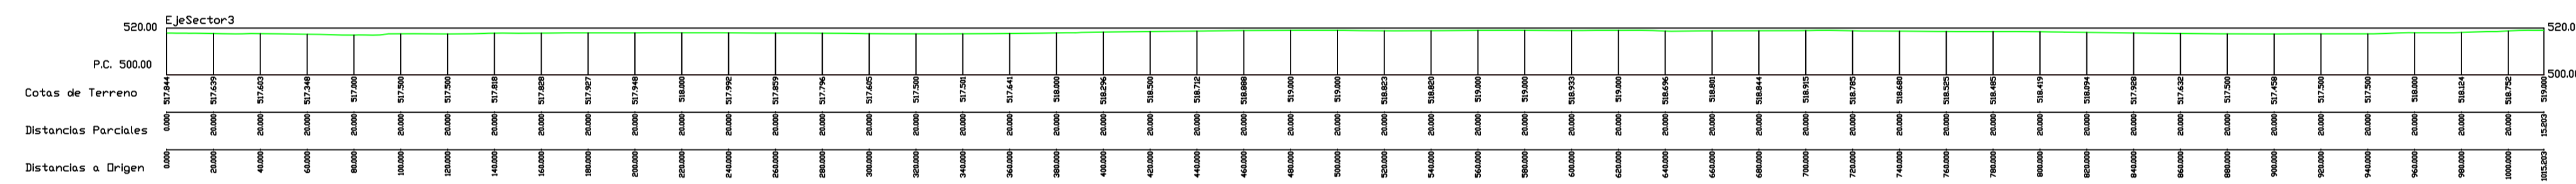 EjeSector3
520.00 520.0
P.C. 500.00 500.00
Cotas de Terreno 517.844 517.639 517.603 517.348 517.000 517.500 517.500 517.818 517.828 517.927 517.948 518.000 517.992 517.859 517.796 517.605 517.500 517.501 517.641 518.000 518.296 518.500 518.712 518.888 519.000 519.000 518.823 518.820 519.000 519.000 518.933 519.000 518.696 518.801 518.844 518.915 518.785 518.680 518.525 518.485 518.419 518.094 517.928 517.632 517.500 517.458 517.500 517.500 518.000 518.124 518.752 519.000
Distancias Parciales 0.000 20.000 20.000 20.000 20.000 20.000 20.000 20.000 20.000 20.000 20.000 20.000 20.000 20.000 20.000 20.000 20.000 20.000 20.000 20.000 20.000 20.000 20.000 20.000 20.000 20.000 20.000 20.000 20.000 20.000 20.000 20.000 20.000 20.000 20.000 20.000 20.000 20.000 20.000 20.000 20.000 20.000 20.000 20.000 20.000 20.000 20.000 20.000 20.000 20.000 20.000 15.203
Distancias a Origen 0.000 20.000 40.000 60.000 80.000 100.000 120.000 140.000 160.000 180.000 200.000 220.000 240.000 260.000 280.000 300.000 320.000 340.000 360.000 380.000 400.000 420.000 440.000 460.000 480.000 500.000 520.000 540.000 560.000 580.000 600.000 620.000 640.000 660.000 680.000 700.000 720.000 740.000 760.000 780.000 800.000 820.000 840.000 860.000 880.000 900.000 920.000 940.000 960.000 980.000 1000.000 1015.203